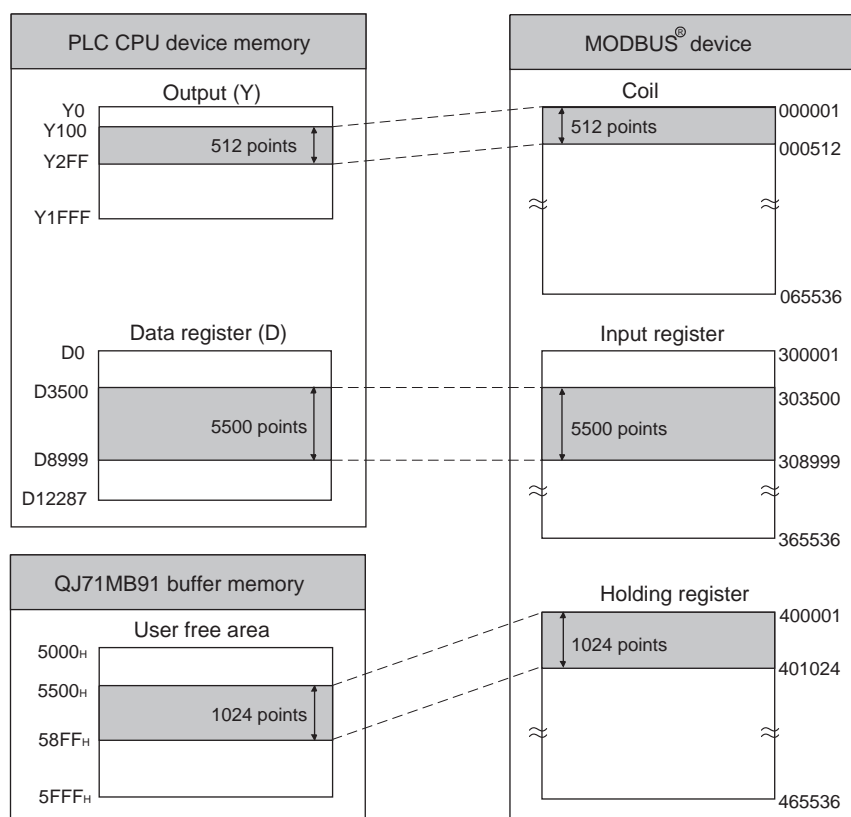 PLC CPU device memory
Output (Y)
Y0
Y100
512 points
Y2FF
Y1FFF
Data register (D)
D0
D3500
5500 points
D8999
D12287
QJ71MB91 buffer memory
User free area
5000H
5500H
1024 points
58FFH
5FFFH
MODBUS® device
Coil
000001
512 points
000512
065536
Input register
300001
303500
5500 points
308999
365536
Holding register
400001
1024 points
401024
465536